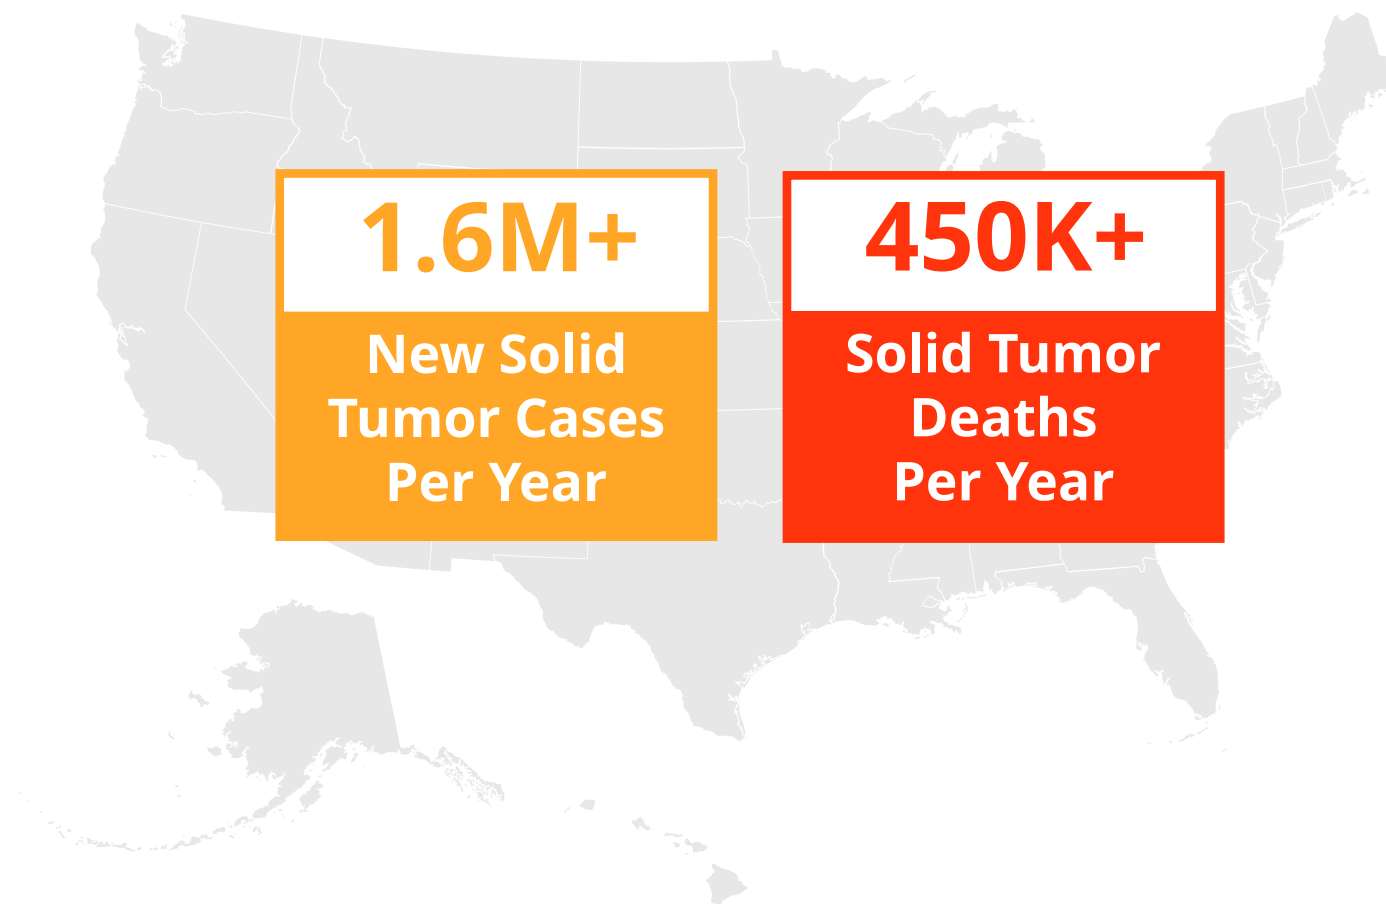 1.6M+
New Solid
Tumor Cases
Per Year
450K+
Solid Tumor
Deaths
Per Year